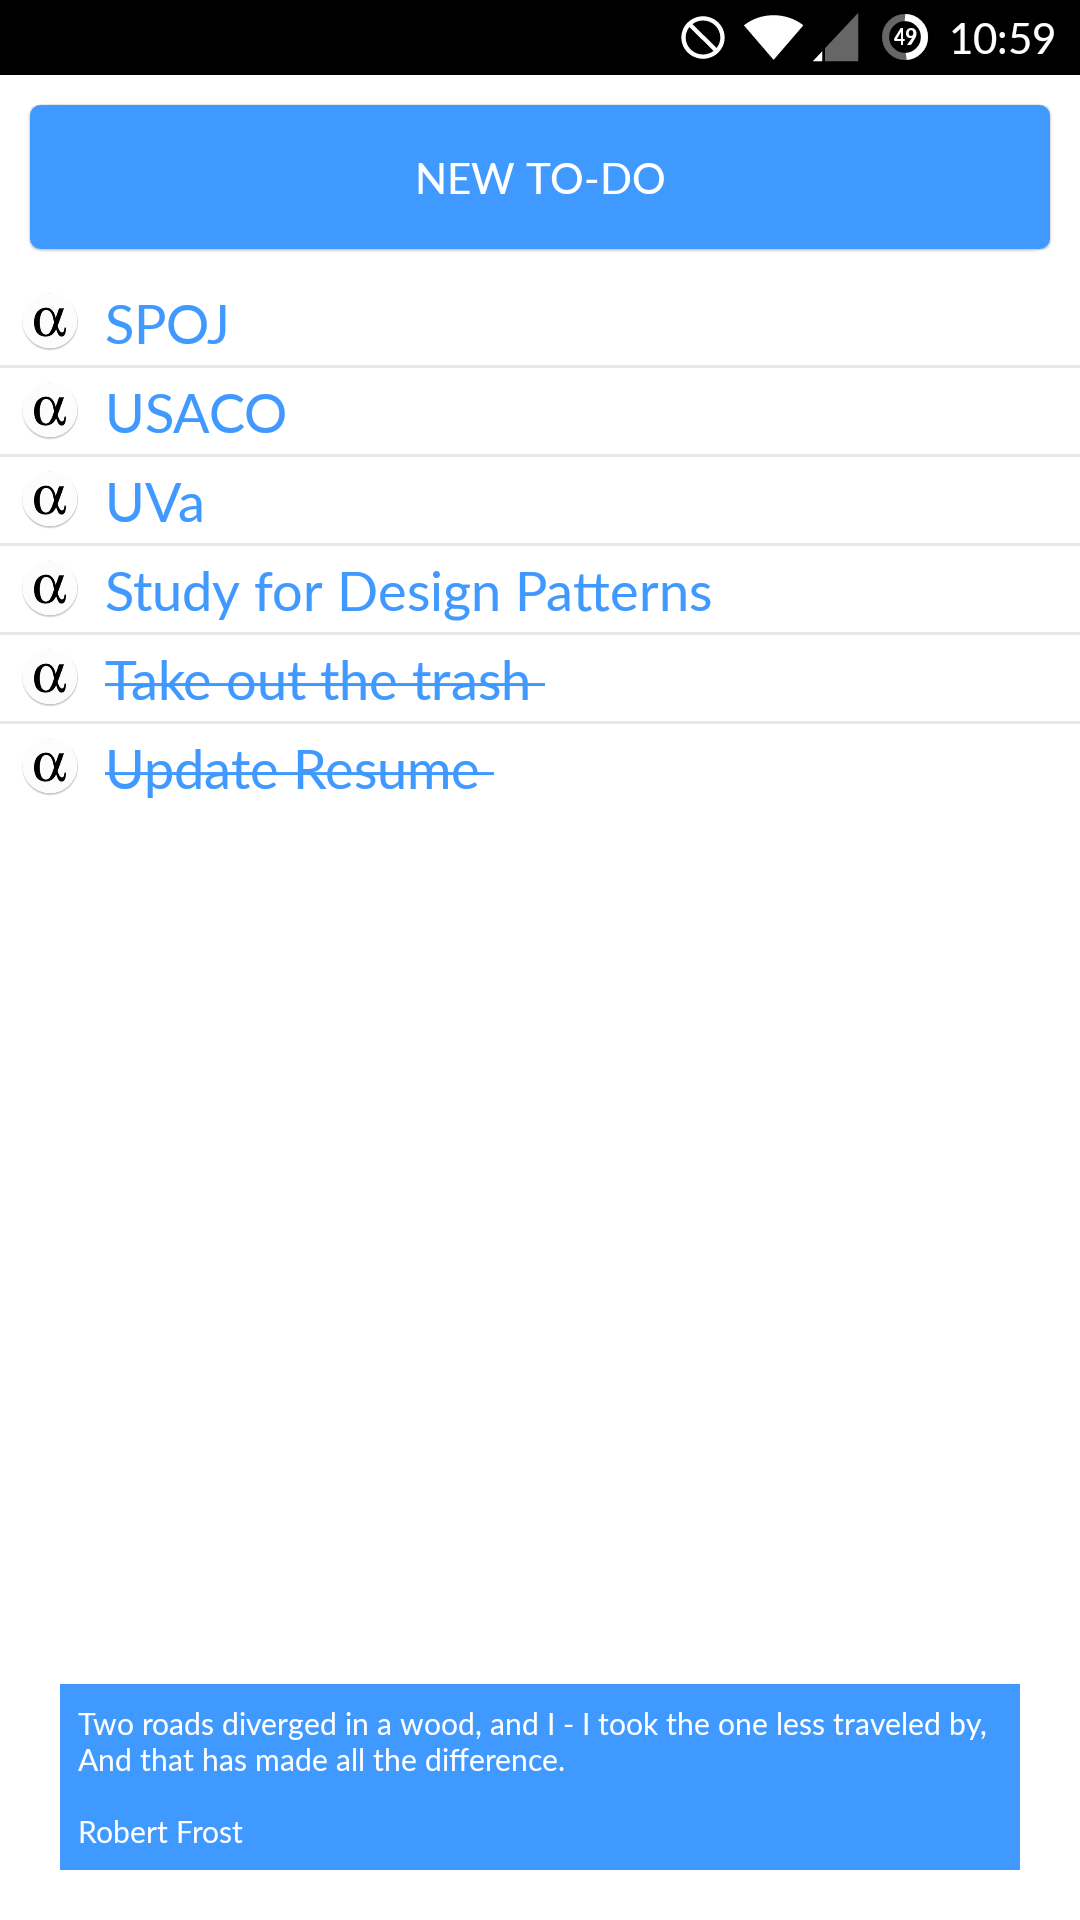 49 10:59
NEW TO-DO
α SPOJ
α USACO
α UVa
α Study for Design Patterns
α Take out the trash
α Update Resume
Two roads diverged in a wood, and I - I took the one less traveled by,
And that has made all the difference.
Robert Frost